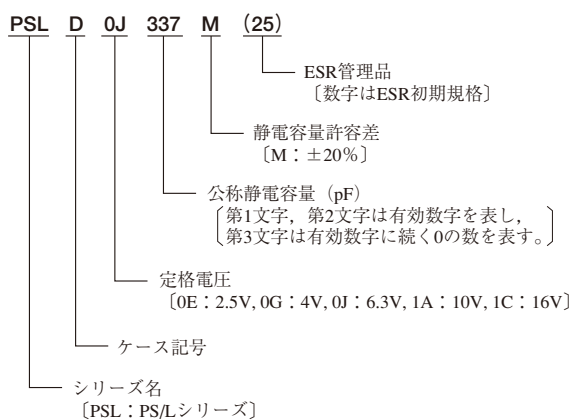 PSL D 0J 337 M (25)
ESR管理品
〔数字はESR初期規格〕
静電容量許容差
〔M：±20％〕
公称静電容量（pF）
第1文字，第2文字は有効数字を表し，
第3文字は有効数字に続く0の数を表す。
定格電圧
〔0E：2.5V, 0G：4V, 0J：6.3V, 1A：10V, 1C：16V〕
ケース記号
シリーズ名
〔PSL：PS/Lシリーズ〕